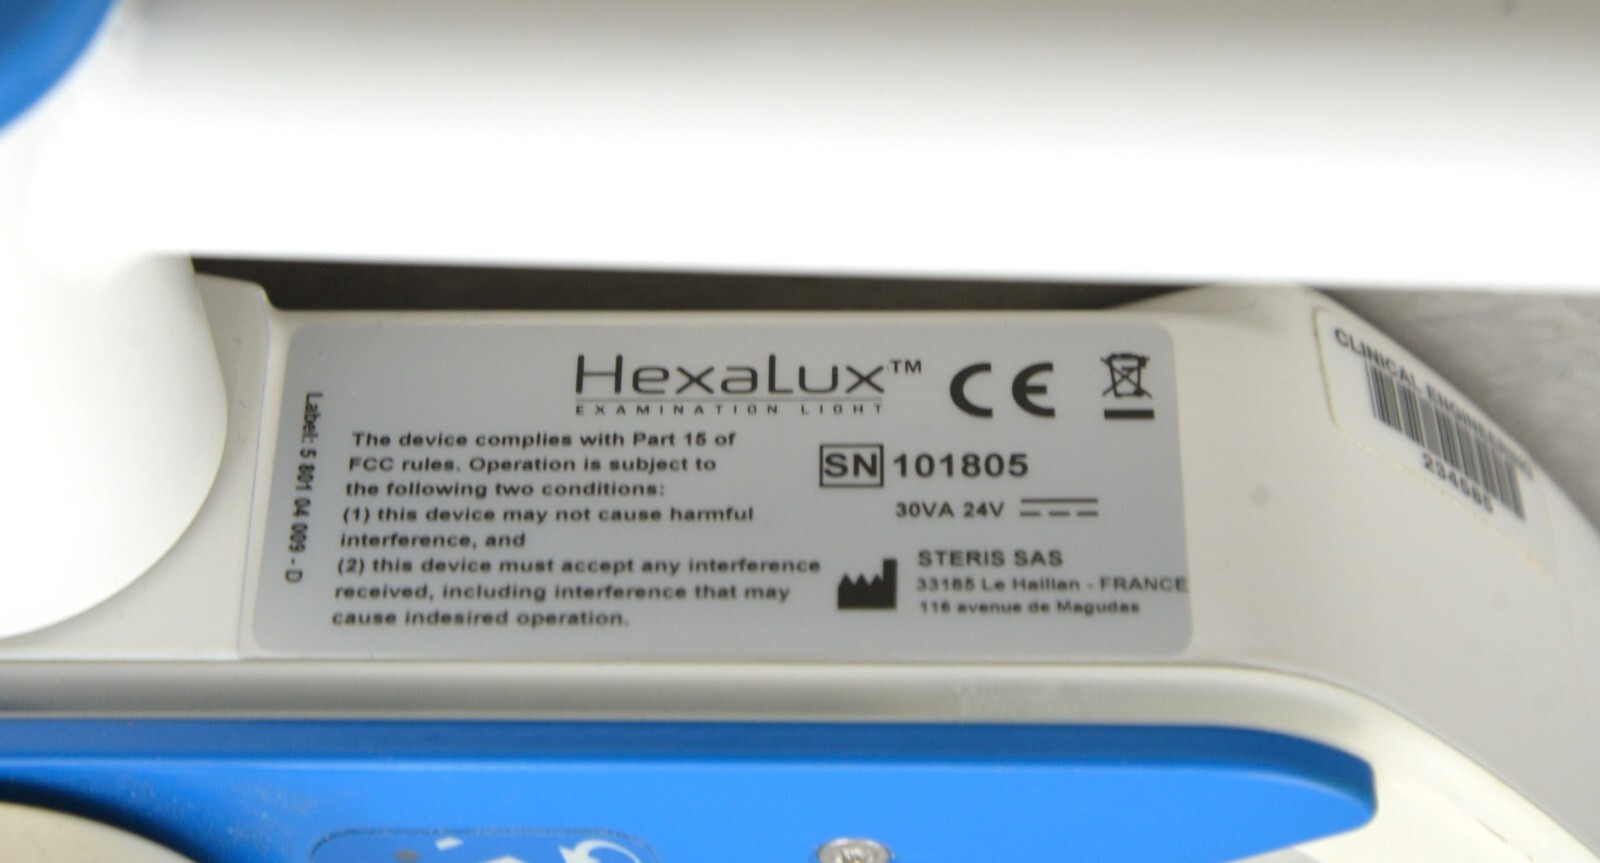 HexaLux™
EXAMINATION LIGHT
CE
The device complies with Part 15 of
FCC rules. Operation is subject to
the following two conditions:
(1) this device may not cause harmful
interference, and
(2) this device must accept any interference
received, including interference that may
cause indesired operation.
SN 101805
30VA 24V
STERIS SAS
33185 Le Haillan - FRANCE
116 avenue de Magudas
Label: 5 801 04 009 - D
CLINICAL ENGINEERING
234585